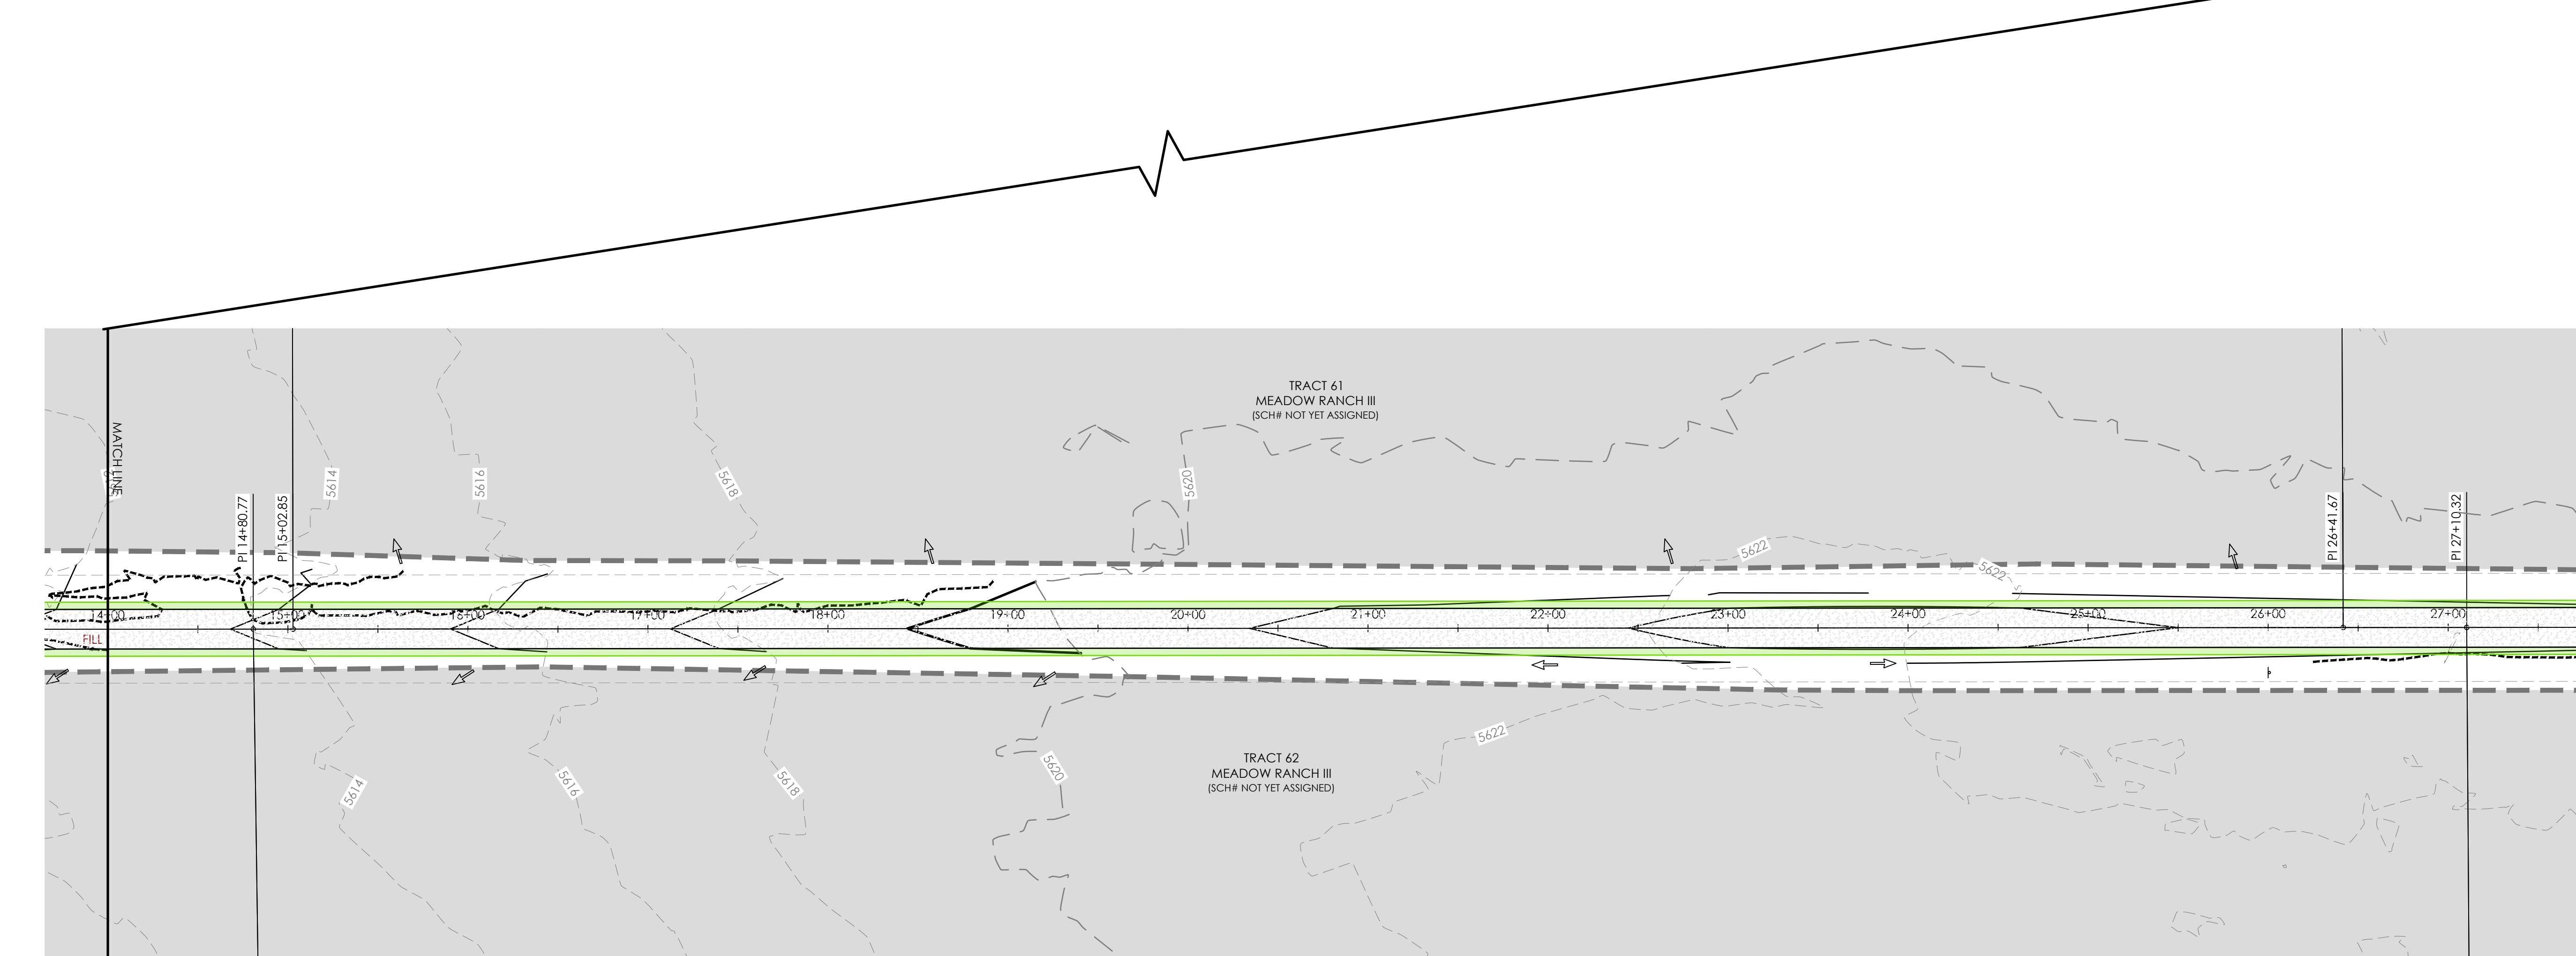 TRACT 61
MEADOW RANCH III
(SCH# NOT YET ASSIGNED)
MATCH LINE
5614
5616
5618
5620
PI 14+80.77
PI 15+02.85
PI 26+41.67
PI 27+10.32
5622
5622
14+00
15+00
16+00
17+00
18+00
19+00
20+00
21+00
22+00
23+00
24+00
25+00
26+00
27+00
FILL
5622
TRACT 62
MEADOW RANCH III
(SCH# NOT YET ASSIGNED)
5614
5616
5618
5620